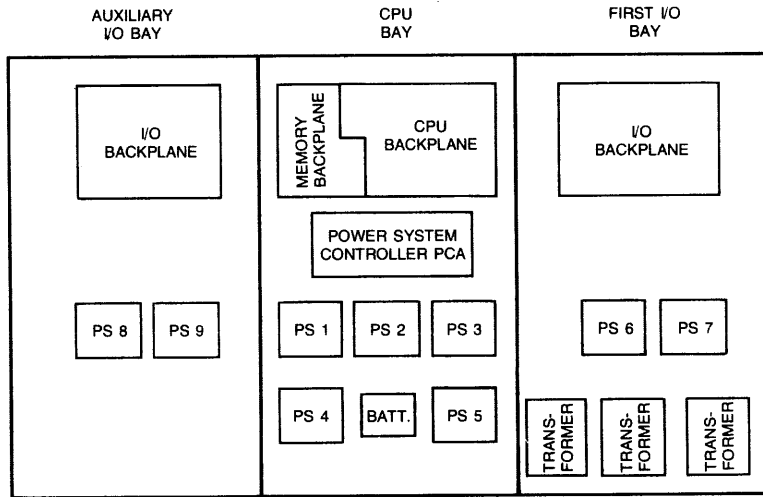 AUXILIARY
I/O BAY
CPU
BAY
FIRST I/O
BAY
I/O
BACKPLANE
MEMORY
BACKPLANE
CPU
BACKPLANE
I/O
BACKPLANE
POWER SYSTEM
CONTROLLER PCA
PS 8
PS 9
PS 1
PS 2
PS 3
PS 6
PS 7
PS 4
BATT.
PS 5
TRANS-
FORMER
TRANS-
FORMER
TRANS-
FORMER